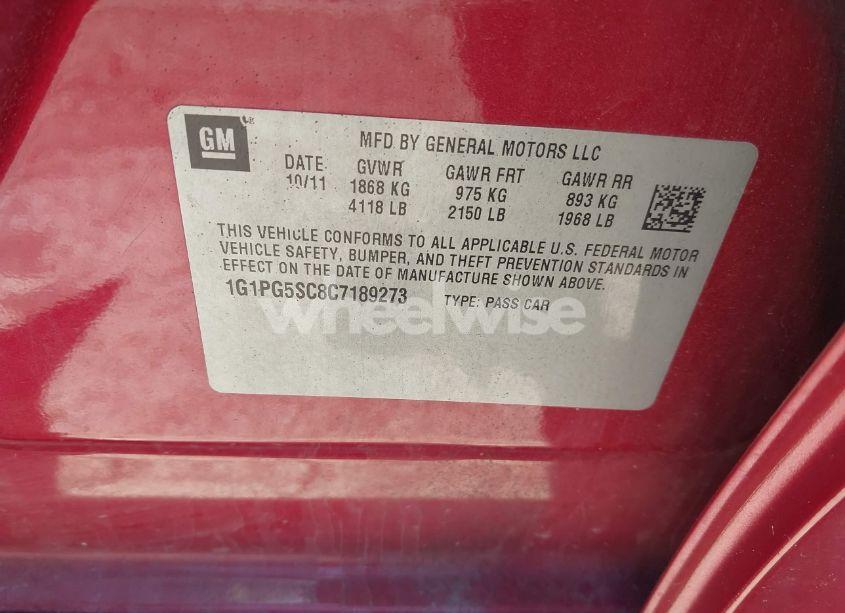 GM
MFD BY GENERAL MOTORS LLC
DATE GVWR GAWR FRT GAWR RR
10/11 1868 KG 975 KG 893 KG
4118 LB 2150 LB 1968 LB
THIS VEHICLE CONFORMS TO ALL APPLICABLE U.S. FEDERAL MOTOR
VEHICLE SAFETY, BUMPER, AND THEFT PREVENTION STANDARDS IN
EFFECT ON THE DATE OF MANUFACTURE SHOWN ABOVE.
1G1PG5SC8C7189273 TYPE: PASS CAR
wheelwise